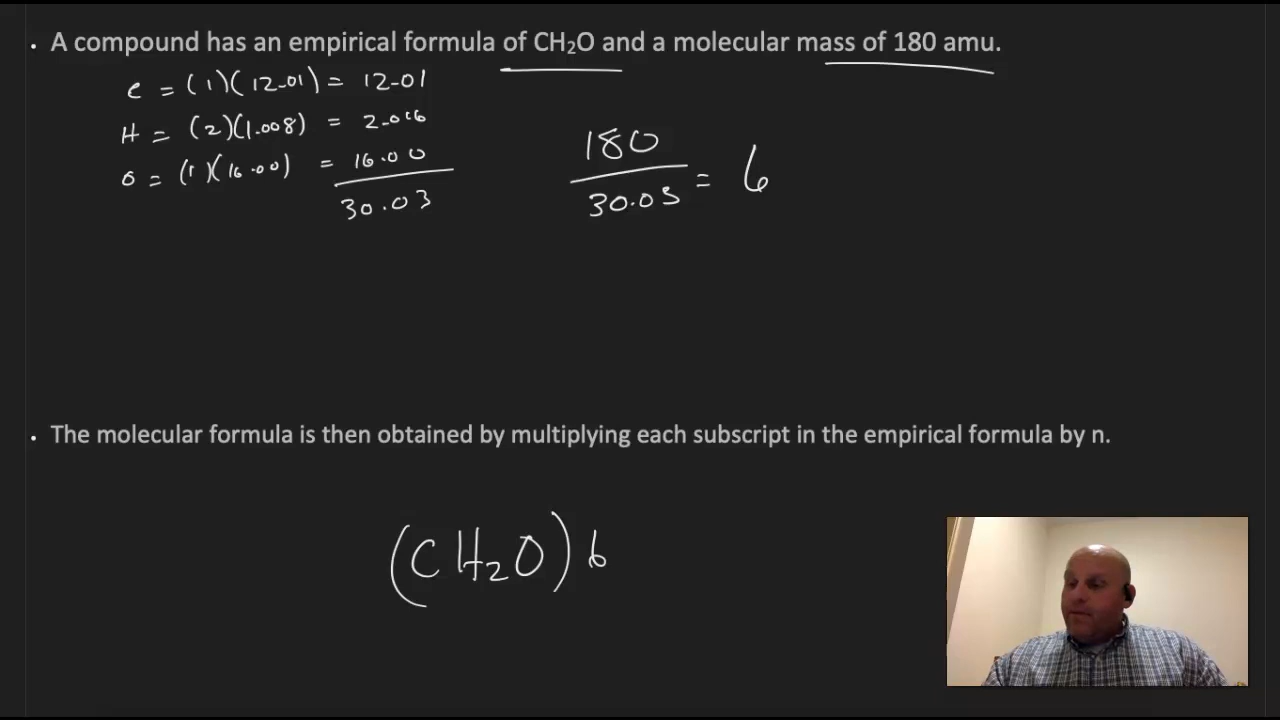 • A compound has an empirical formula of CH₂O and a molecular mass of 180 amu.
C = (1)(12.01) = 12.01
H = (2)(1.008) = 2.016
O = (1)(16.00) = 16.00
30.03
180
30.03 = 6
• The molecular formula is then obtained by multiplying each subscript in the empirical formula by n.
(CH₂O)6